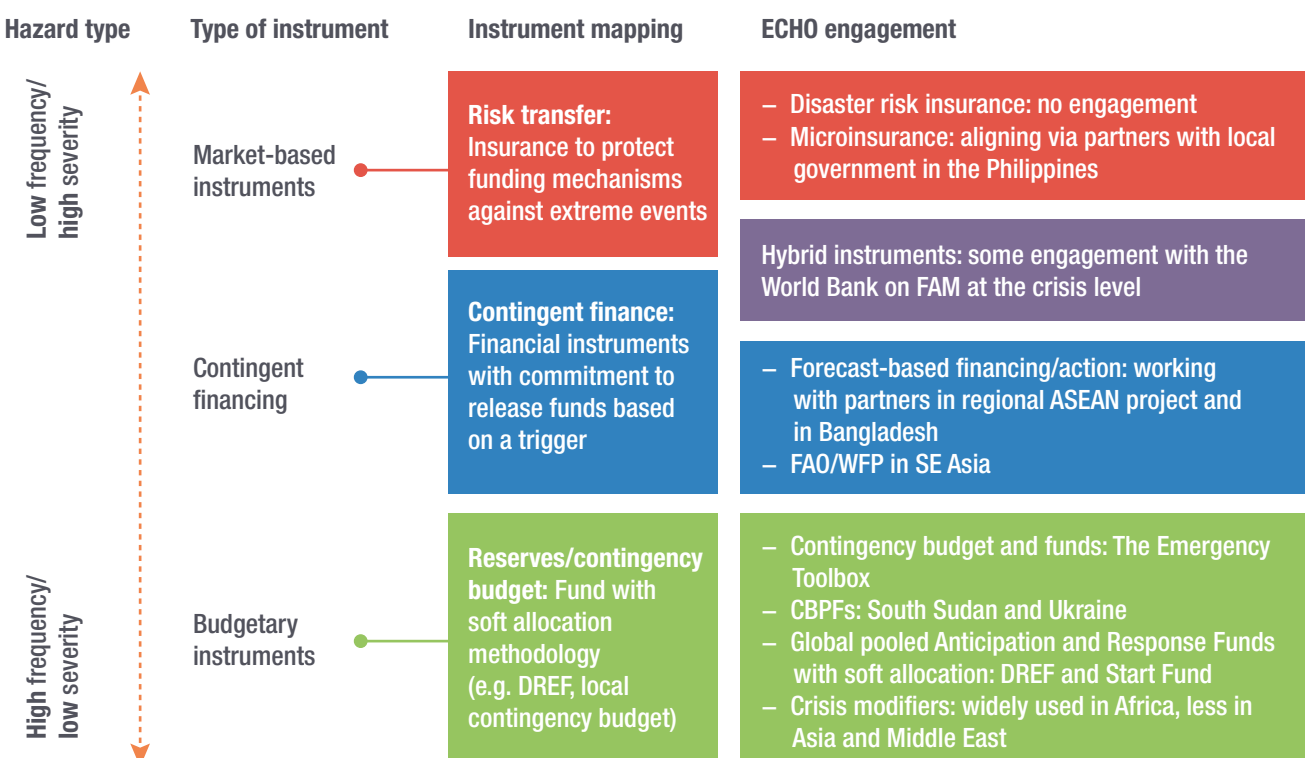 Hazard type
Type of instrument
Instrument mapping
ECHO engagement
Low frequency/
high severity
Market-based
instruments
Risk transfer:
Insurance to protect
funding mechanisms
against extreme events
– Disaster risk insurance: no engagement
– Microinsurance: aligning via partners with local
government in the Philippines
Hybrid instruments: some engagement with the
World Bank on FAM at the crisis level
Contingent
financing
Contingent finance:
Financial instruments
with commitment to
release funds based
on a trigger
– Forecast-based financing/action: working
with partners in regional ASEAN project and
in Bangladesh
– FAO/WFP in SE Asia
High frequency/
low severity
Budgetary
instruments
Reserves/contingency
budget: Fund with
soft allocation
methodology
(e.g. DREF, local
contingency budget)
– Contingency budget and funds: The Emergency
Toolbox
– CBPFs: South Sudan and Ukraine
– Global pooled Anticipation and Response Funds
with soft allocation: DREF and Start Fund
– Crisis modifiers: widely used in Africa, less in
Asia and Middle East